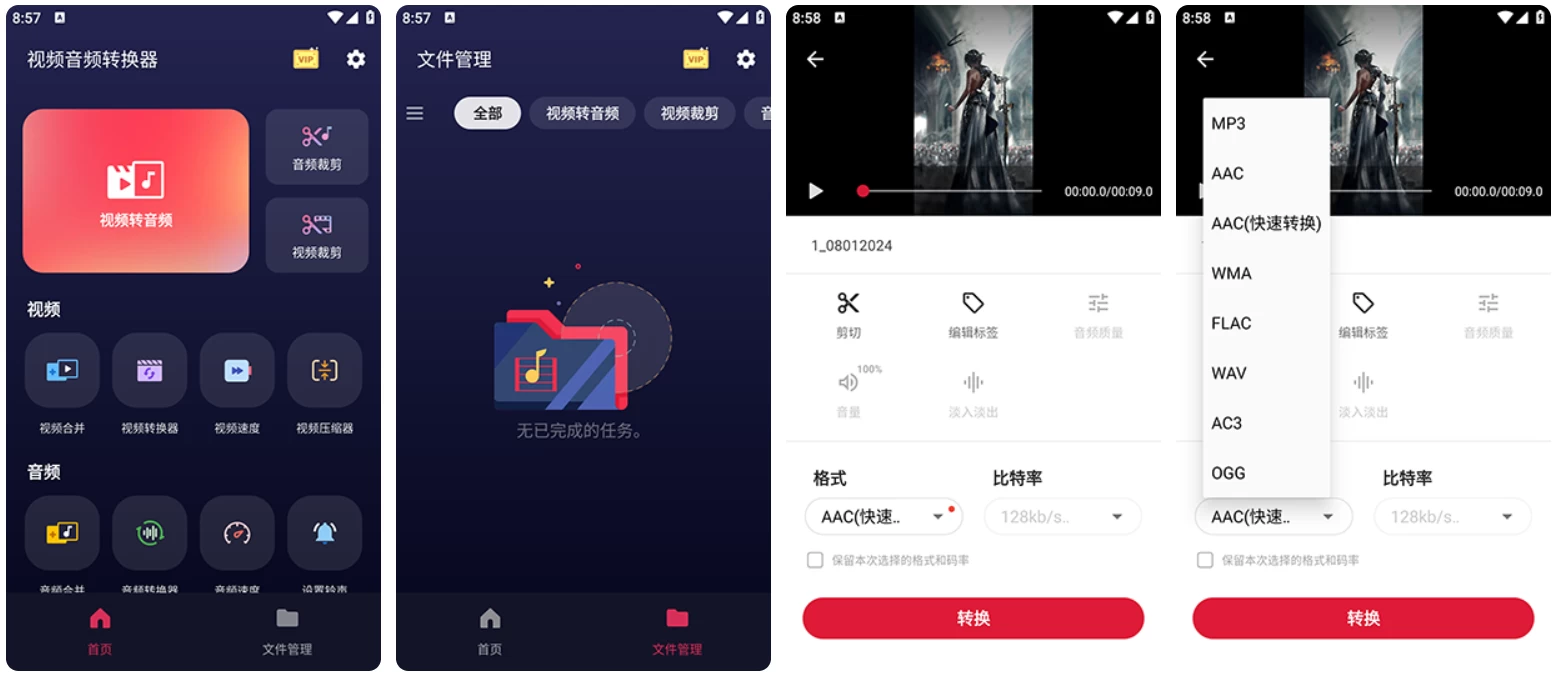 8:57
视频音频转换器
VIP
视频转音频
音频裁剪
视频裁剪
视频
视频合并
视频转换器
视频速度
视频压缩器
音频
音频合并
音频转换器
音频速度
设置铃声
首页
文件管理
8:57
文件管理
VIP
全部
视频转音频
视频裁剪
无已完成的任务。
首页
文件管理
8:58
00:00.0/00:09.0
1_08012024
剪切
编辑标签
音频质量
100%
音量
淡入淡出
格式
比特率
AAC(快速..
128kb/s..
保留本次选择的格式和码率
转换
8:58
00:00.0/00:09.0
MP3
AAC
AAC(快速转换)
WMA
FLAC
WAV
AC3
OGG
编辑标签
音频质量
淡入淡出
比特率
AAC(快速..
128kb/s..
保留本次选择的格式和码率
转换